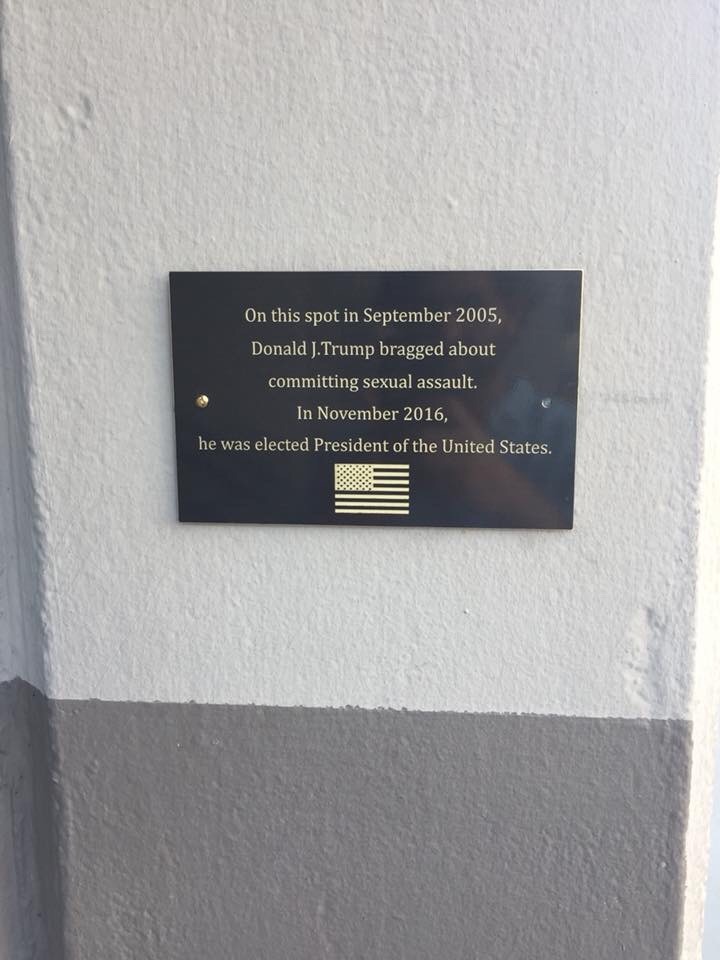 On this spot in September 2005,
Donald J.Trump bragged about
committing sexual assault.
In November 2016,
he was elected President of the United States.